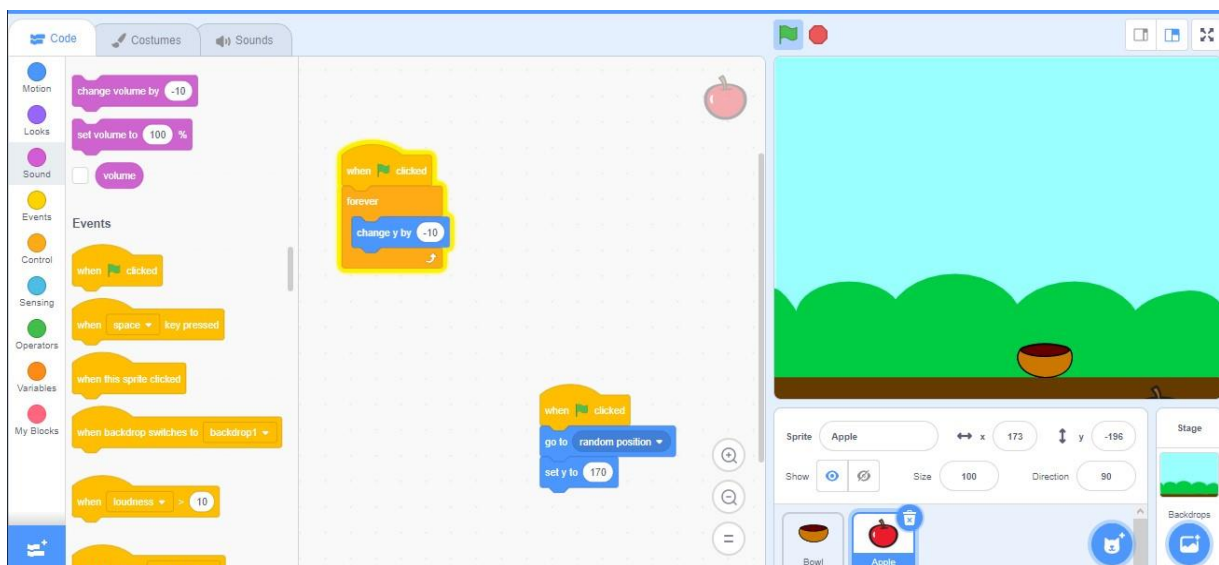 Code
Costumes
Sounds
Motion
Looks
Sound
Events
Control
Sensing
Operators
Variables
My Blocks
change volume by -10
set volume to 100 %
volume
Events
when clicked
when space key pressed
when this sprite clicked
when backdrop switches to backdrop1
when loudness > 10
when clicked
forever
change y by -10
when clicked
go to random position
set y to 170
=
Sprite Apple x 173 y -196
Show Size 100 Direction 90
Bowl
Apple
Stage
Backdrops